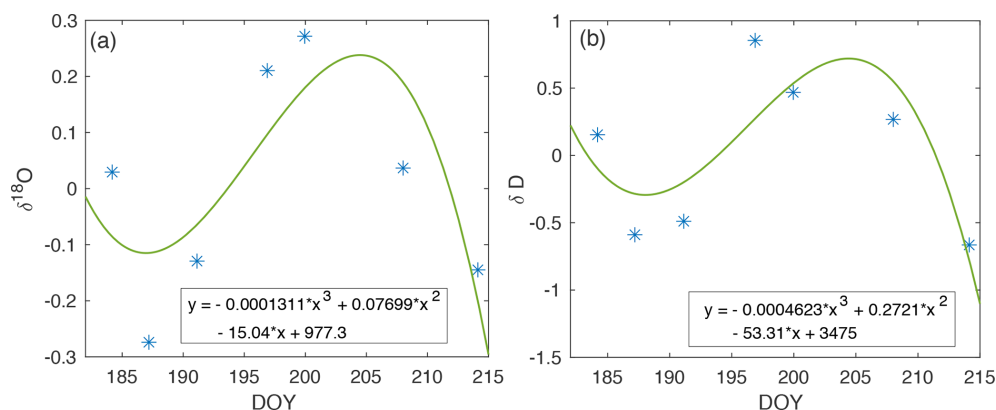 (a)
0.3
0.2
0.1
0
-0.1
-0.2
-0.3
δ¹⁸O
185 190 195 200 205 210 215
DOY
y = - 0.0001311*x³ + 0.07699*x²
- 15.04*x + 977.3
(b)
1
0.5
0
-0.5
-1
-1.5
δ D
185 190 195 200 205 210 215
DOY
y = - 0.0004623*x³ + 0.2721*x²
- 53.31*x + 3475